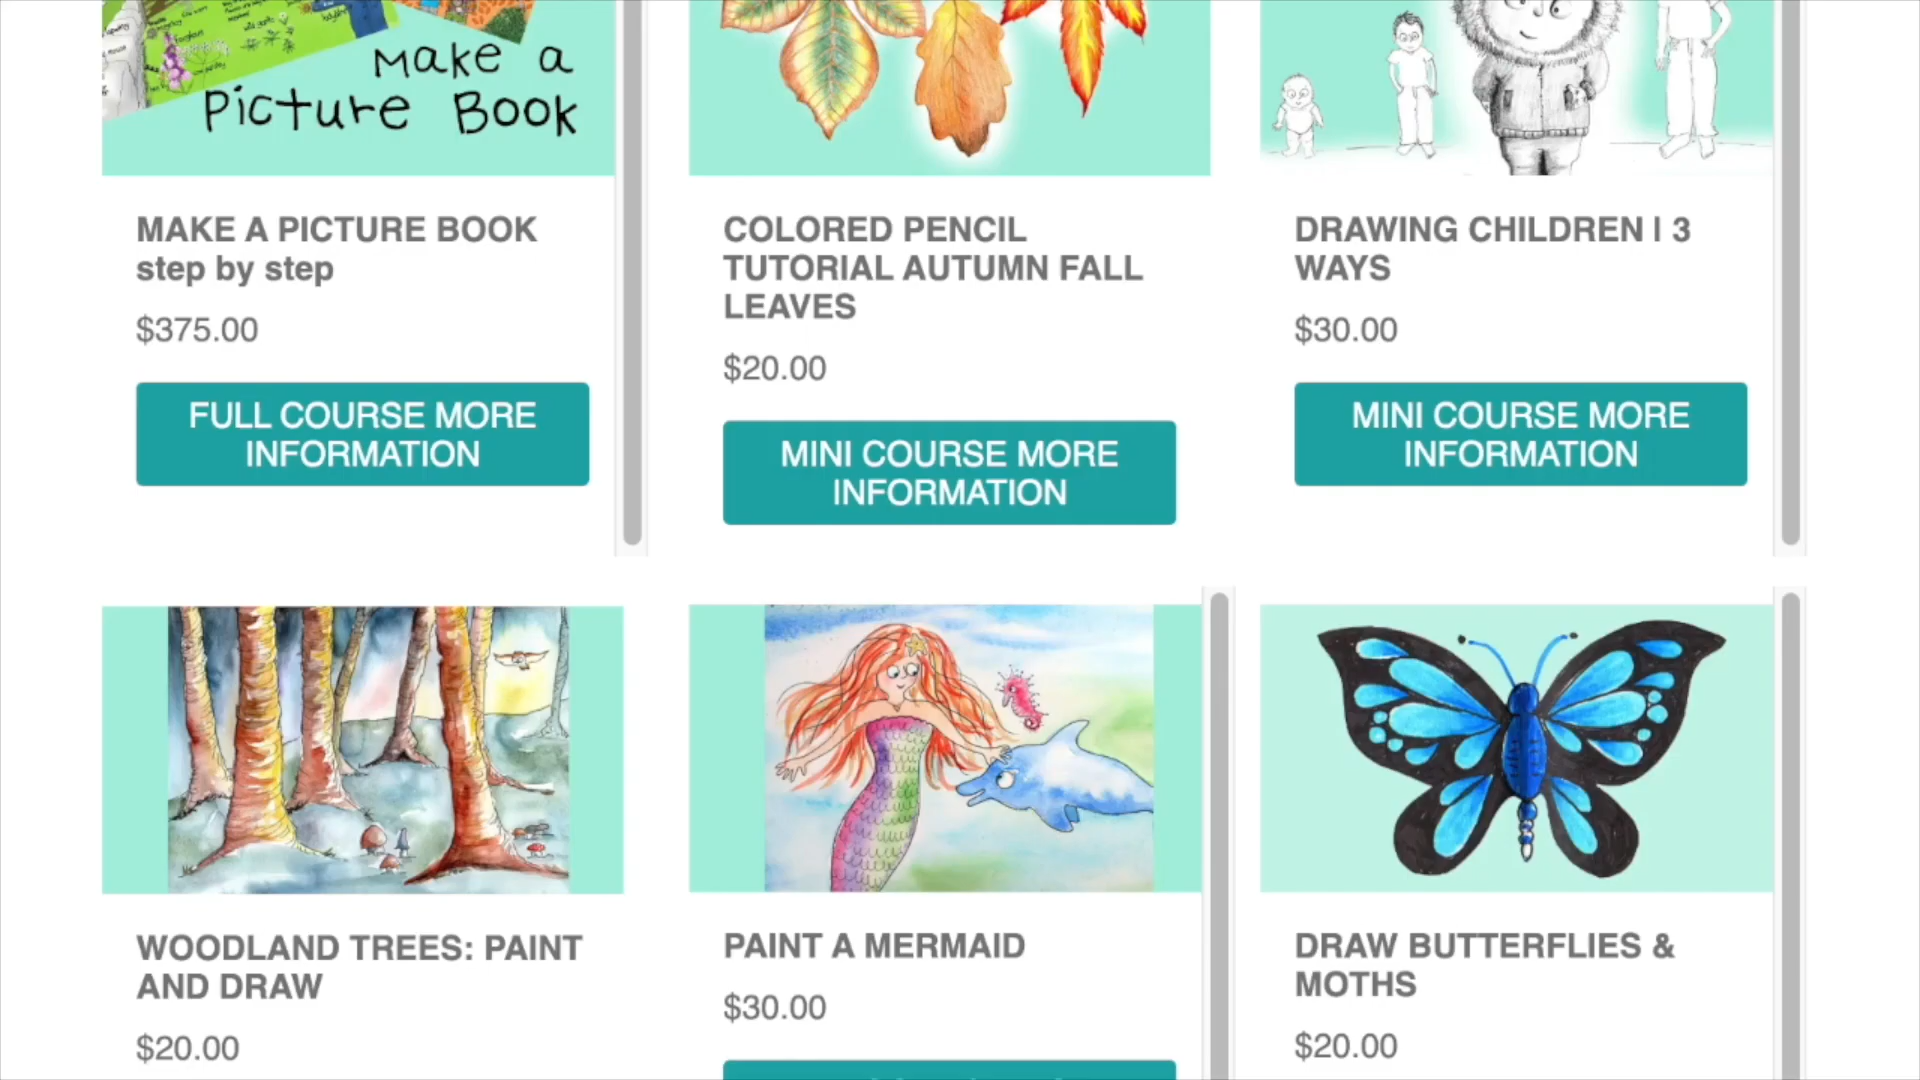 Make a
Picture Book
MAKE A PICTURE BOOK
step by step
$375.00
FULL COURSE MORE
INFORMATION
COLORED PENCIL
TUTORIAL AUTUMN FALL
LEAVES
$20.00
MINI COURSE MORE
INFORMATION
DRAWING CHILDREN I 3
WAYS
$30.00
MINI COURSE MORE
INFORMATION
WOODLAND TREES: PAINT
AND DRAW
$20.00
PAINT A MERMAID
$30.00
DRAW BUTTERFLIES &
MOTHS
$20.00